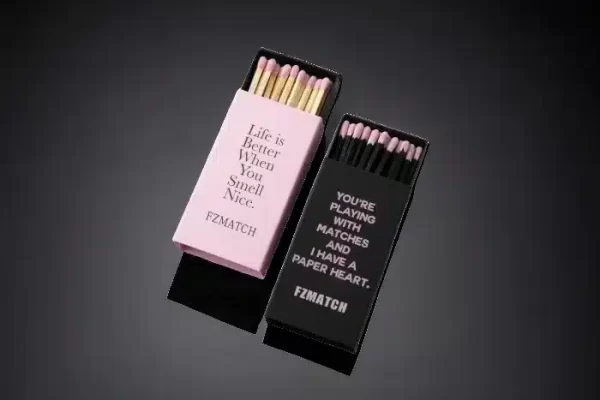 Life is
Better
When
You
Smell
Nice.
FZMATCH
YOU'RE
PLAYING
WITH
MATCHES
AND
I HAVE A
PAPER HEART.
FZMATCH